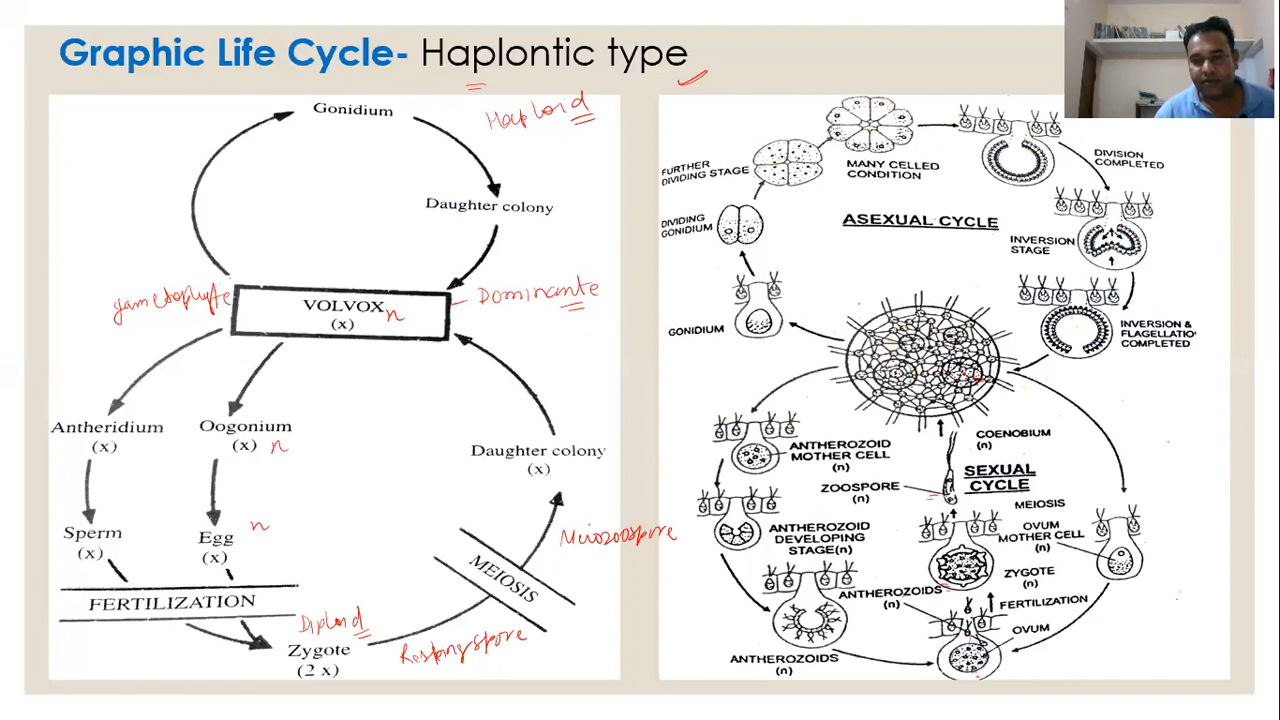 Graphic Life Cycle- Haplontic type
Gonidium
Haploid
Daughter colony
gametophyte
VOLVOX n
(x)
Dominante
Antheridium
(x)
Oogonium
(x) n
Daughter colony
(x)
Sperm
(x)
Egg
(x)
n
Meiozoospore
MEIOSIS
FERTILIZATION
Diploid
Zygote
(2 x)
FURTHER
DIVIDING STAGE
MANY CELLED
CONDITION
DIVISION
COMPLETED
DIVIDING
GONIDIUM
ASEXUAL CYCLE
INVERSION
STAGE
GONIDIUM
INVERSION &
FLAGELLATIO
COMPLETED
COENOBIUM
(n)
ANTHEROZOID
MOTHER CELL
(n)
SEXUAL
CYCLE
ZOOSPORE
(n)
MEIOSIS
ANTHEROZOID
DEVELOPING
STAGE(n)
OVUM
MOTHER CELL
(n)
ZYGOTE
(n)
ANTHEROZOIDS
(n)
FERTILIZATION
OVUM
ANTHEROZOIDS
(n)